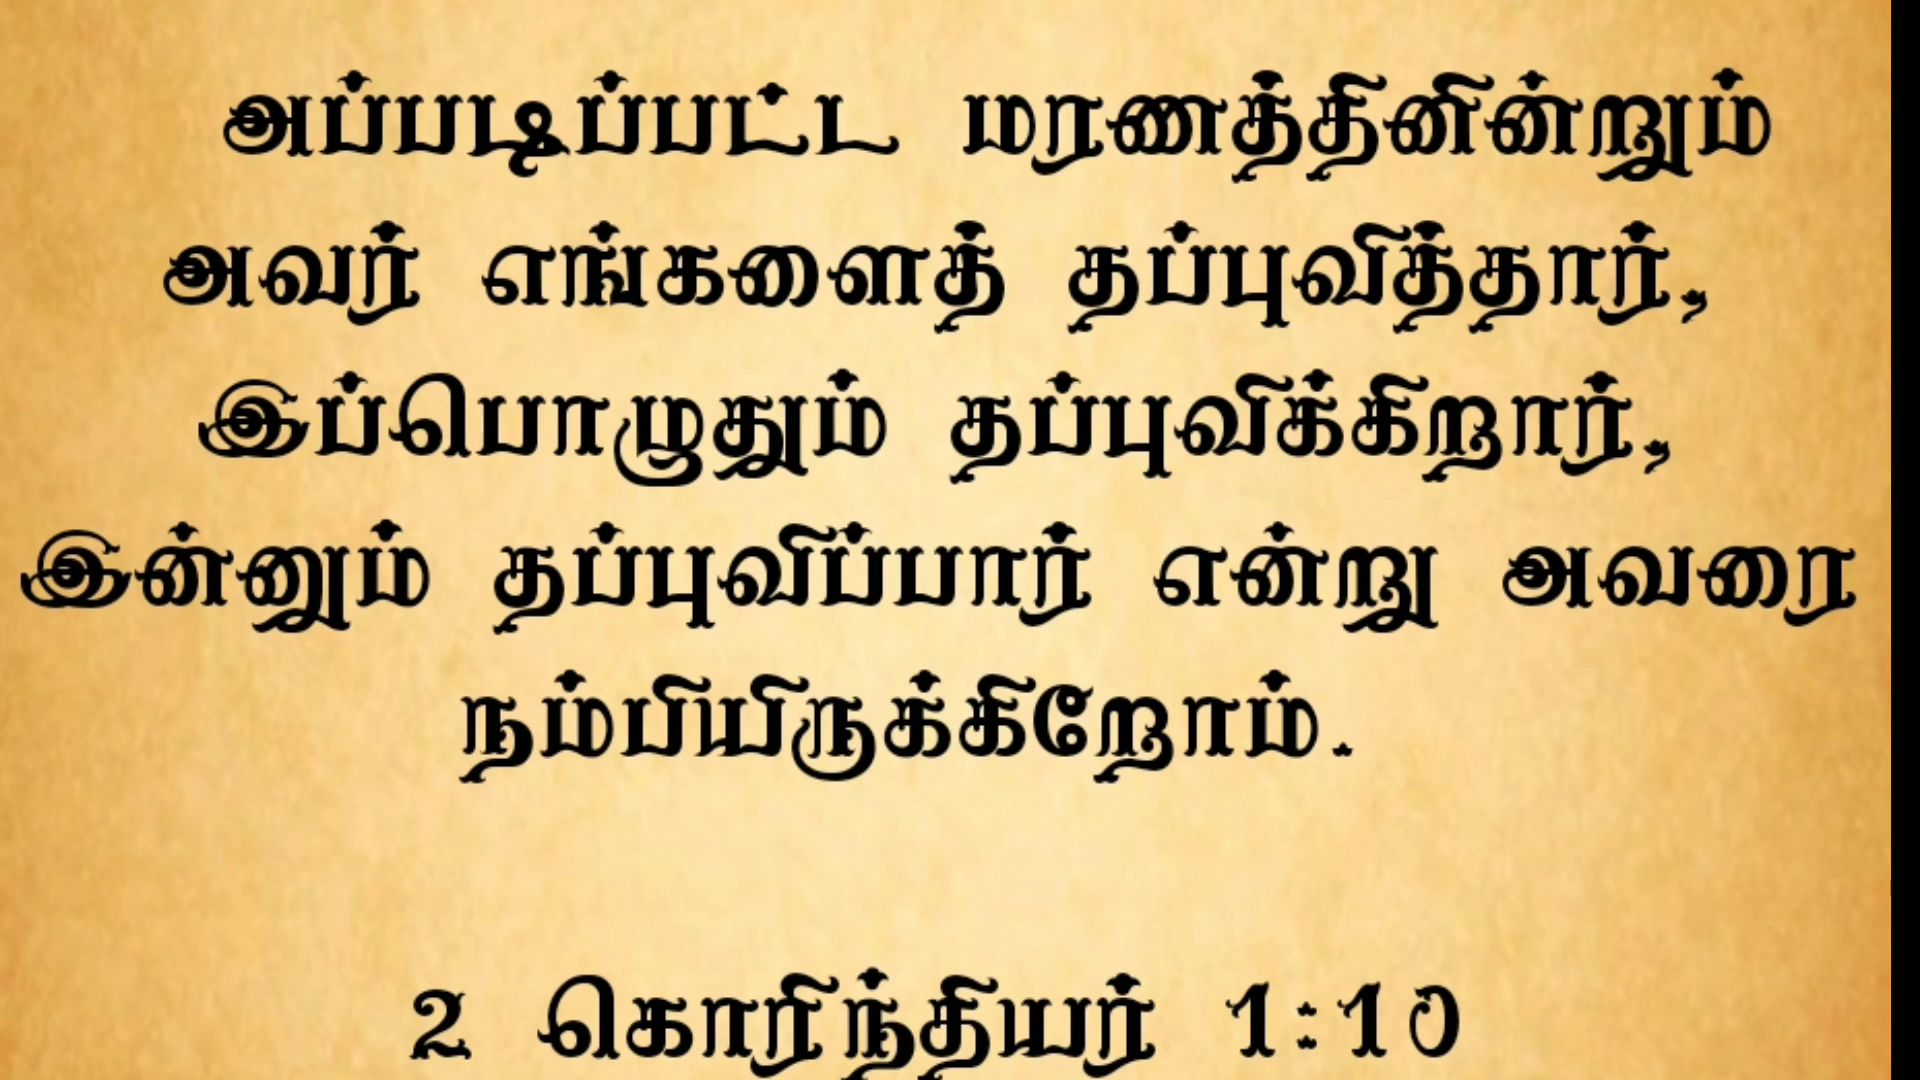 அப்படிப்பட்ட மரணத்தினின்றும்
அவர் எங்களைத் தப்புவித்தார்,
இப்பொழுதும் தப்புவிக்கிறார்,
இன்னும் தப்புவிப்பார் என்று அவரை
நம்பியிருக்கிறோம்.
2 கொரிந்தியர் 1:10